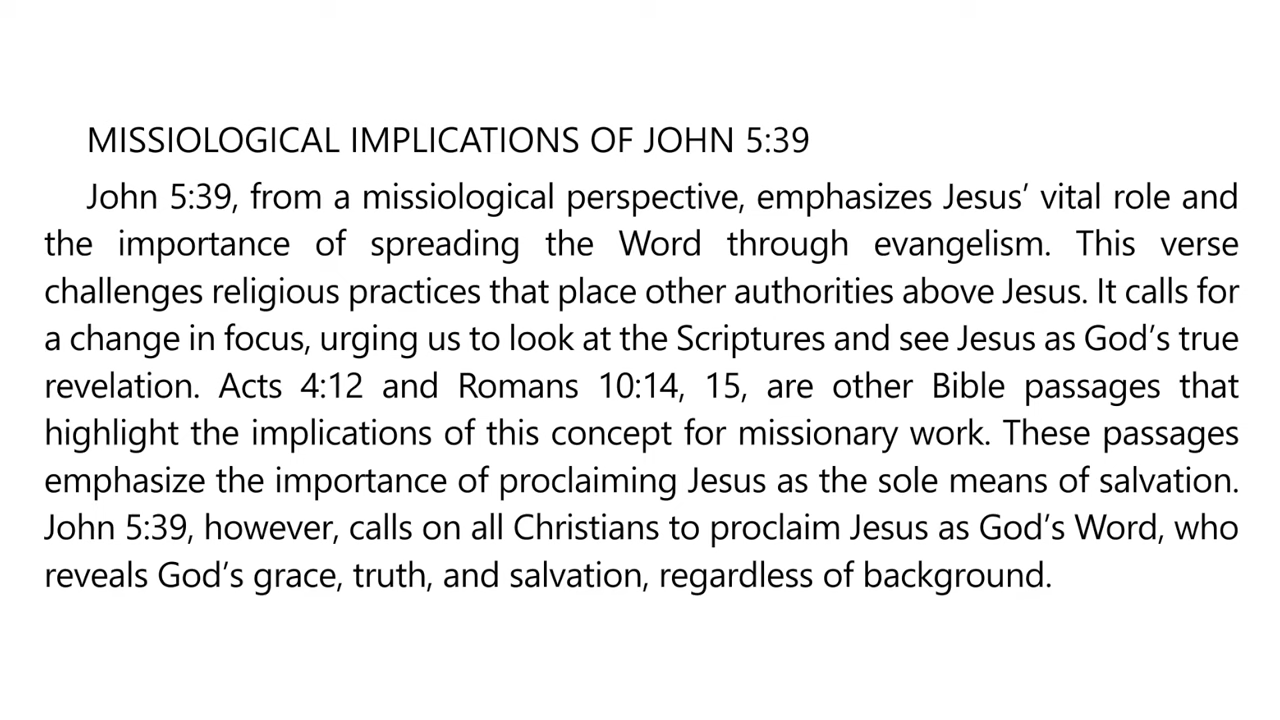 MISSIOLOGICAL IMPLICATIONS OF JOHN 5:39
John 5:39, from a missiological perspective, emphasizes Jesus’ vital role and
the importance of spreading the Word through evangelism. This verse
challenges religious practices that place other authorities above Jesus. It calls for
a change in focus, urging us to look at the Scriptures and see Jesus as God’s true
revelation. Acts 4:12 and Romans 10:14, 15, are other Bible passages that
highlight the implications of this concept for missionary work. These passages
emphasize the importance of proclaiming Jesus as the sole means of salvation.
John 5:39, however, calls on all Christians to proclaim Jesus as God’s Word, who
reveals God’s grace, truth, and salvation, regardless of background.